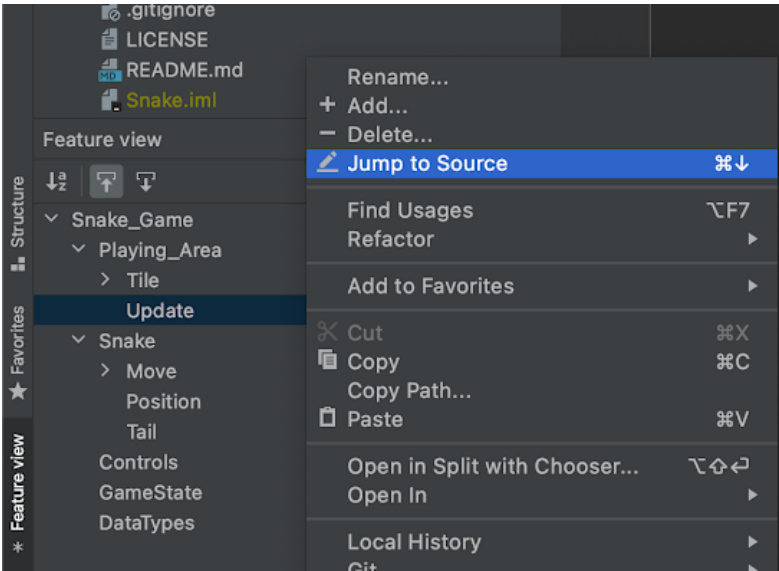 .gitignore
LICENSE
README.md
Snake.iml
Feature view
Snake_Game
Playing_Area
Tile
Update
Snake
Move
Position
Tail
Controls
GameState
DataTypes
Structure
Favorites
Feature view
Rename...
Add...
Delete...
Jump to Source ⌘↓
Find Usages ⌥F7
Refactor
Add to Favorites
Cut ⌘X
Copy ⌘C
Copy Path...
Paste ⌘V
Open in Split with Chooser... ⌥⇧⏎
Open In
Local History
Git